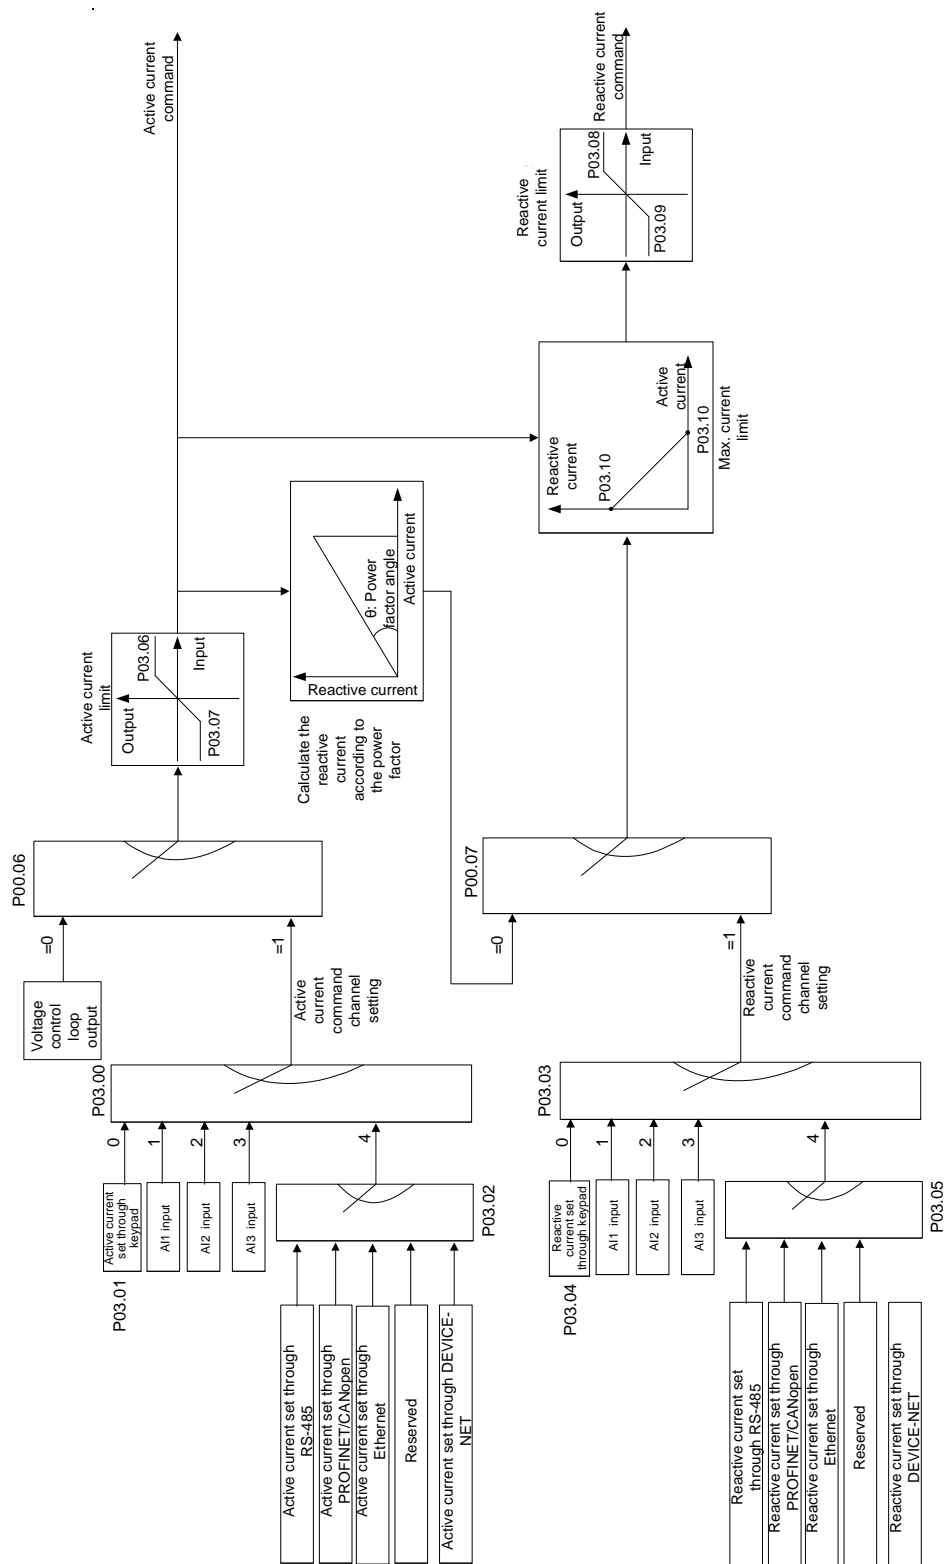 Active current set through
RS-485
Active current set through
PROFINET/CANopen
Active current set through
Ethernet
Reserved
Active current set through DEVICE-
NET
P03.02
P03.01
Active current
set through
keypad
AI1 input
AI2 input
AI3 input
0
1
2
3
4
P03.00
Voltage
control
loop
output
Active
current
command
channel
setting
=0
=1
P00.06
Active current
limit
Output
P03.06
Input
P03.07
Active current
command
Calculate the
reactive
current
according to
the power
factor
Reactive current
θ: Power
factor angle
Active current
Reactive current set
through RS-485
Reactive current set through
PROFINET/CANopen
Reactive current set through
Ethernet
Reserved
Reactive current set through
DEVICE-NET
P03.05
P03.04
Reactive
current set
through keypad
AI1 input
AI2 input
AI3 input
0
1
2
3
4
P03.03
Reactive
current
command
channel
setting
=0
=1
P00.07
Reactive
current
P03.10
Active
current
P03.10
Max. current
limit
Reactive
current limit
Output
P03.08
Input
P03.09
Reactive current
command